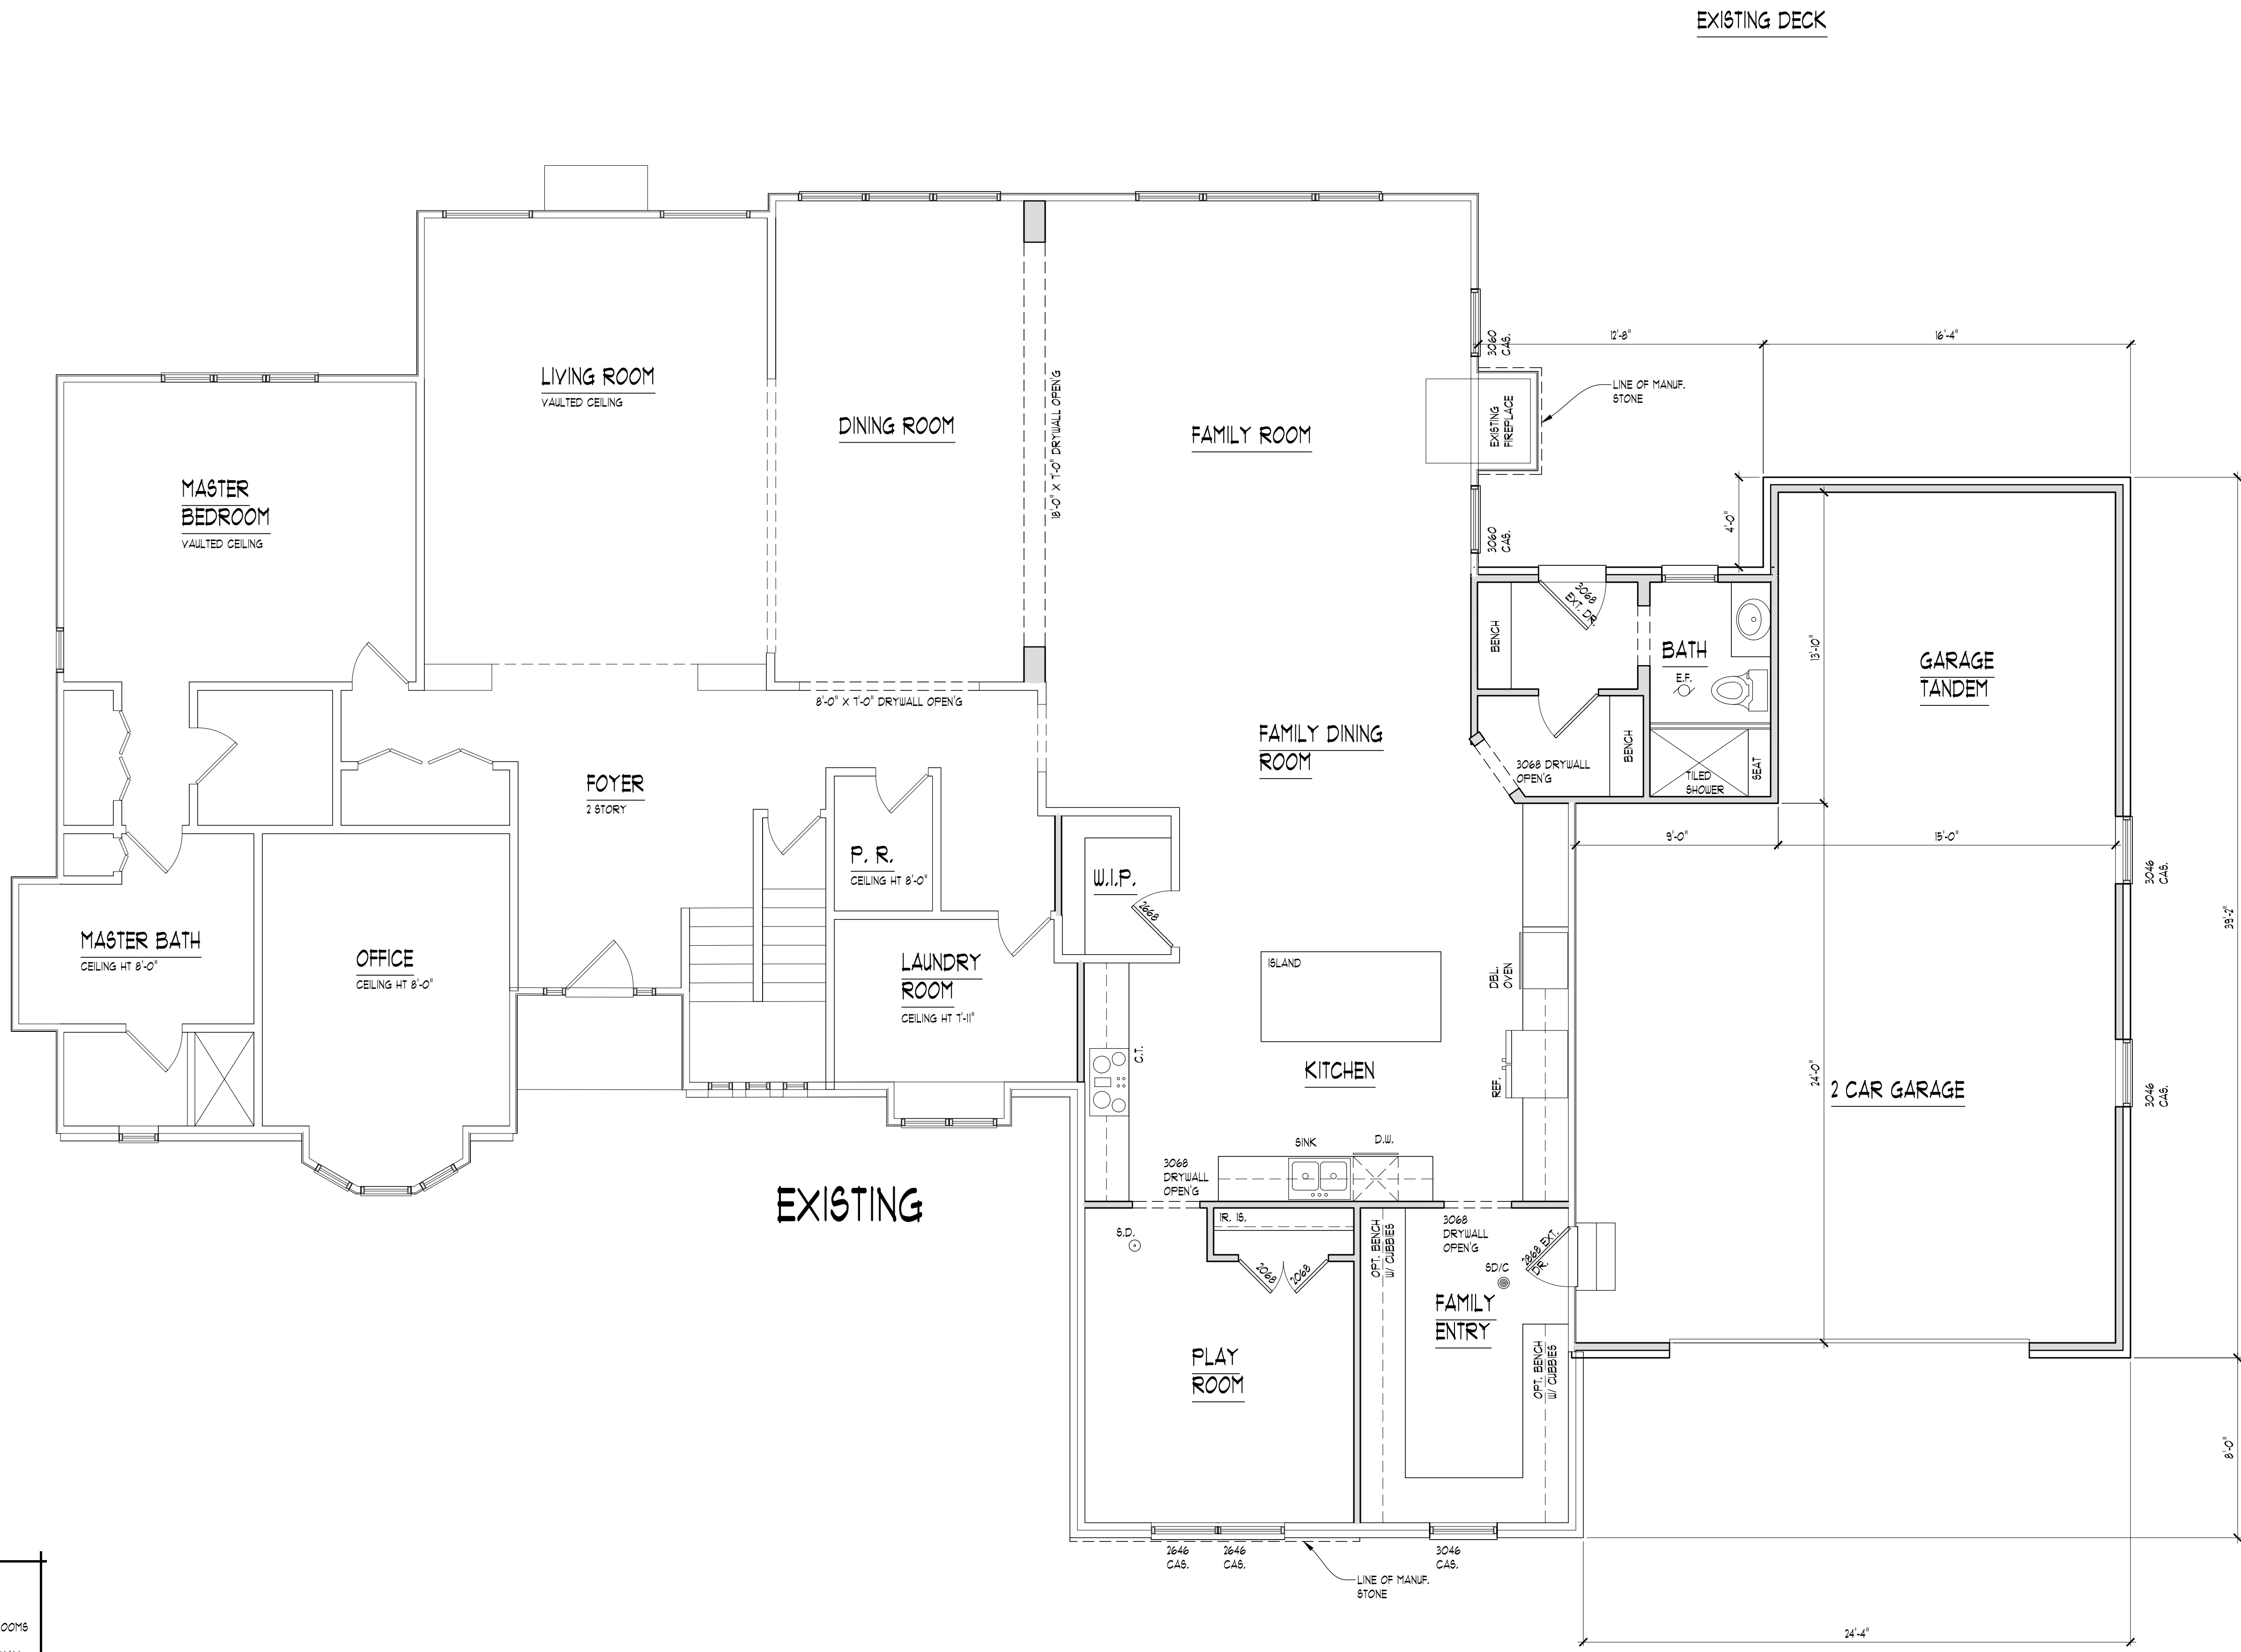 EXISTING DECK
12'-8"
16'-4"
3060
CAS.
LINE OF MANUF.
STONE
EXISTING
FIREPLACE
LIVING ROOM
VAULTED CEILING
DINING ROOM
18'-0" X 7'-0" DRYWALL OPEN'G
FAMILY ROOM
MASTER
BEDROOM
VAULTED CEILING
3060
CAS.
4'-0"
3068
EXT. DR.
BENCH
BATH
E.F.
13'-10"
GARAGE
TANDEM
8'-0" X 7'-0" DRYWALL OPEN'G
FAMILY DINING
ROOM
3068 DRYWALL
OPEN'G
BENCH
TILED
SHOWER
SEAT
FOYER
2 STORY
9'-0"
15'-0"
P. R.
CEILING HT 8'-0"
W.I.P.
2668
3046
CAS.
39'-2"
MASTER BATH
CEILING HT 8'-0"
OFFICE
CEILING HT 8'-0"
LAUNDRY
ROOM
CEILING HT 7'-11"
ISLAND
DBL.
OVEN
C.T.
KITCHEN
REF.
24'-0"
2 CAR GARAGE
3046
CAS.
SINK
D.W.
3068
DRYWALL
OPEN'G
EXISTING
S.D.
1R. 1S.
2068
2068
OPT. BENCH
W/ CUBBIES
3068
DRYWALL
OPEN'G
SD/C
2868 EXT.
DR.
FAMILY
ENTRY
PLAY
ROOM
OPT. BENCH
W/ CUBBIES
8'-0"
2646
CAS.
2646
CAS.
3046
CAS.
LINE OF MANUF.
STONE
OOMS
24'-4"